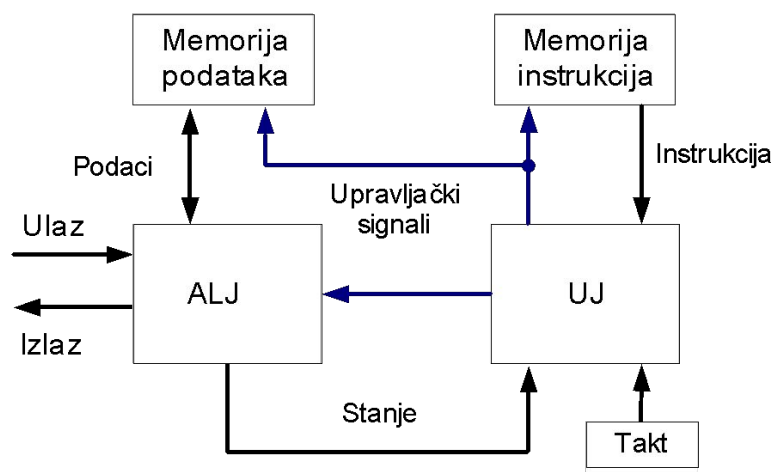 Memorija
podataka
Memorija
instrukcija
Podaci
Instrukcija
Upravljački
signali
Ulaz
ALJ
UJ
Izlaz
Stanje
Takt